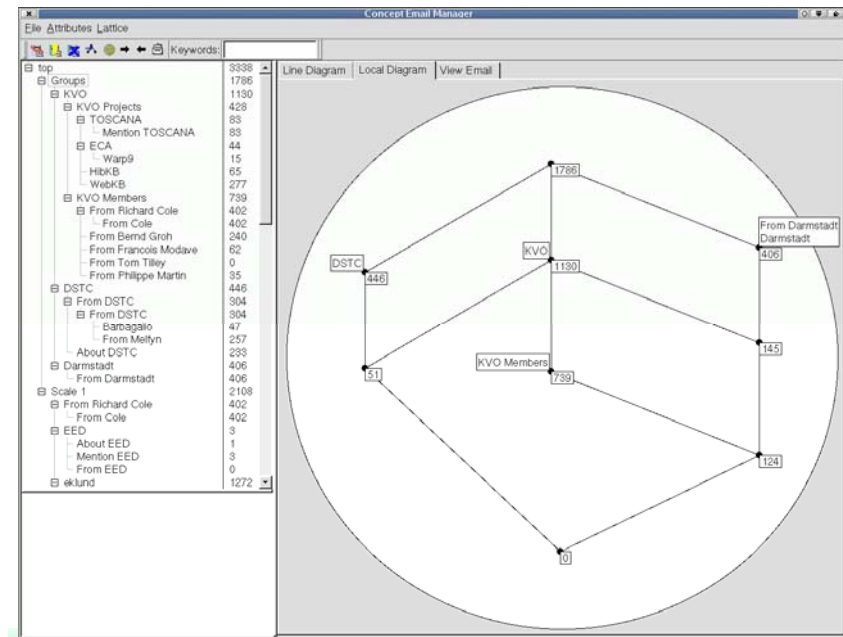 Concept Email Manager
File Attributes Lattice
Keywords:
top 3338
Groups 1786
KVO 1130
KVO Projects 428
TOSCANA 83
Mention TOSCANA 83
ECA 44
Warp9 15
HibKB 65
WebKB 277
KVO Members 739
From Richard Cole 402
From Cole 402
From Bernd Groh 240
From Francois Modave 62
From Tom Tilley 0
From Philippe Martin 35
DSTC 446
From DSTC 304
From DSTC 304
Barbagallo 47
From Melfyn 257
About DSTC 233
Darmstadt 406
From Darmstadt 406
Scale 1 2108
From Richard Cole 402
From Cole 402
EED 3
About EED 1
Mention EED 3
From EED 0
eklund 1272
Line Diagram Local Diagram View Email
1786
From Darmstadt
Darmstadt
406
KVO
1130
DSTC
446
145
KVO Members
739
51
124
0